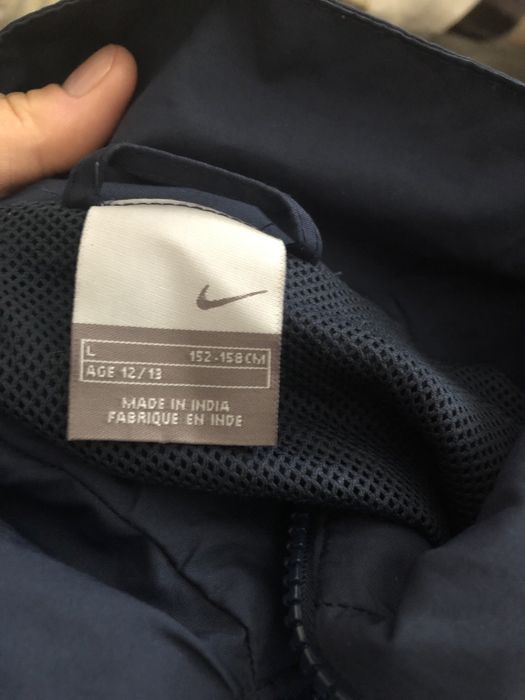 L 152-158CM
AGE 12/13
MADE IN INDIA
FABRIQUE EN INDE